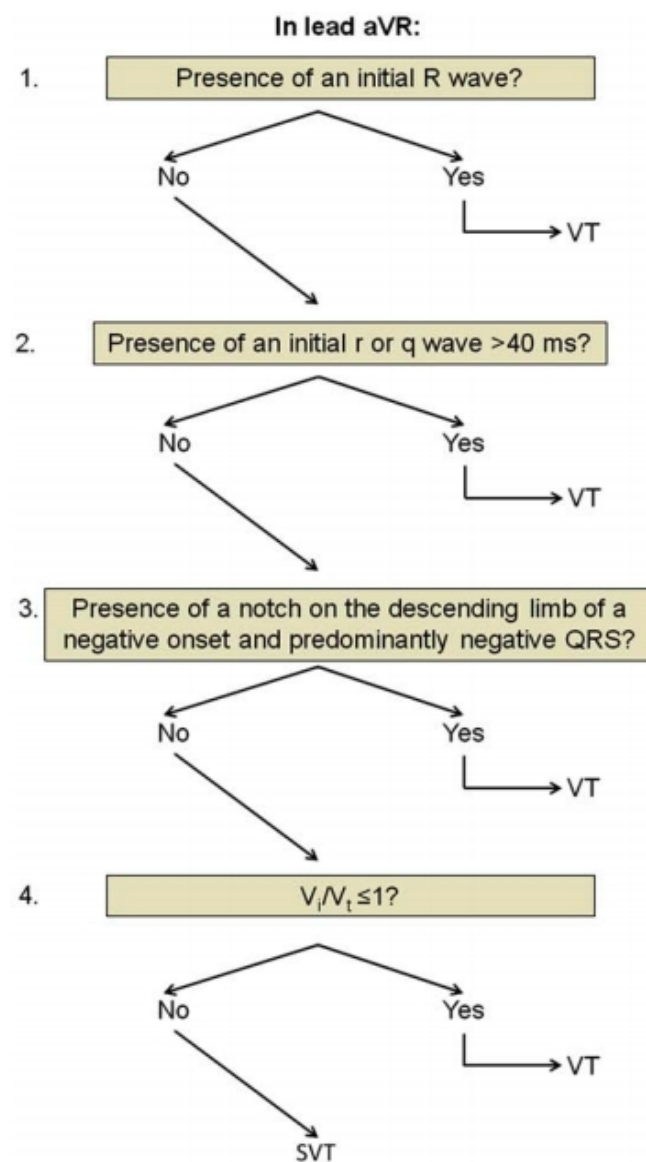 In lead aVR:
1. Presence of an initial R wave?
No Yes
VT
2. Presence of an initial r or q wave >40 ms?
No Yes
VT
3. Presence of a notch on the descending limb of a
negative onset and predominantly negative QRS?
No Yes
VT
4. Vi/Vt ≤1?
No Yes
VT
SVT